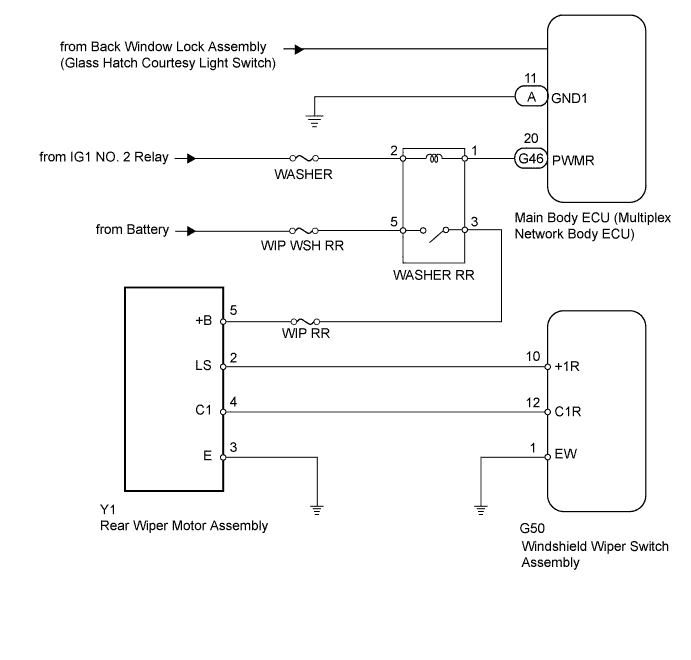 from Back Window Lock Assembly
(Glass Hatch Courtesy Light Switch)
11
A
GND1
20
from IG1 NO. 2 Relay
2
1
G46
PWMR
WASHER
Main Body ECU (Multiplex
Network Body ECU)
from Battery
5
3
WIP WSH RR
WASHER RR
5
+B
WIP RR
2
LS
10
+1R
4
C1
12
C1R
3
E
1
EW
Y1
Rear Wiper Motor Assembly
G50
Windshield Wiper Switch
Assembly